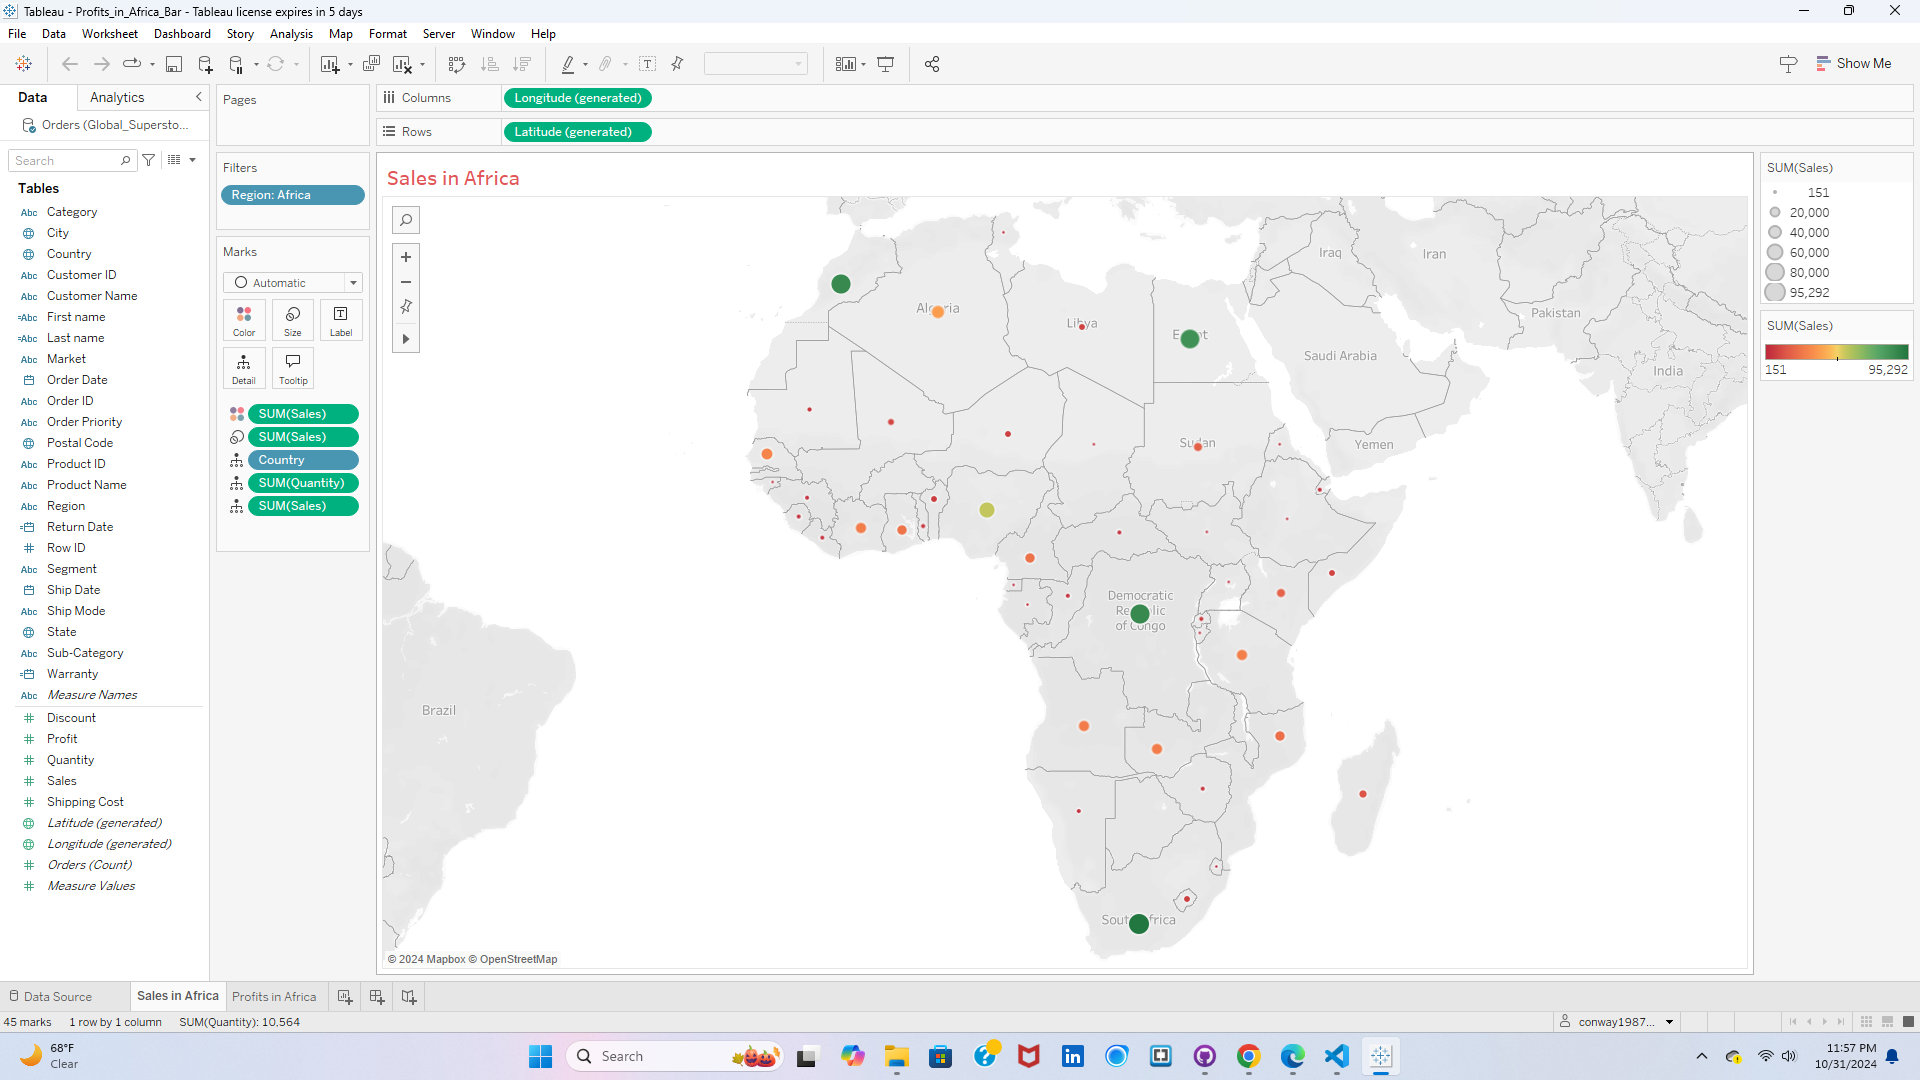 Tableau - Profits_in_Africa_Bar - Tableau license expires in 5 days
File Data Worksheet Dashboard Story Analysis Map Format Server Window Help
Show Me
Data Analytics
Orders (Global_Supersto...
Search
Tables
Abc Category
City
Country
Abc Customer ID
Abc Customer Name
=Abc First name
=Abc Last name
Abc Market
Order Date
Abc Order ID
Abc Order Priority
Postal Code
Abc Product ID
Abc Product Name
Abc Region
Return Date
Row ID
Abc Segment
Ship Date
Abc Ship Mode
State
Abc Sub-Category
Warranty
Abc Measure Names
Discount
Profit
Quantity
Sales
Shipping Cost
Latitude (generated)
Longitude (generated)
Orders (Count)
Measure Values
Pages
Filters
Region: Africa
Marks
Automatic
Color Size Label
Detail Tooltip
SUM(Sales)
SUM(Sales)
Country
SUM(Quantity)
SUM(Sales)
Columns Longitude (generated)
Rows Latitude (generated)
Sales in Africa
Iraq
Iran
Algeria
Libya
Egypt
Pakistan
Saudi Arabia
India
Sudan
Yemen
Democratic
Republic
of Congo
Brazil
South Africa
© 2024 Mapbox © OpenStreetMap
SUM(Sales)
151
20,000
40,000
60,000
80,000
95,292
SUM(Sales)
151 95,292
Data Source Sales in Africa Profits in Africa
45 marks 1 row by 1 column SUM(Quantity): 10,564
conway1987...
68°F
Clear
Search
11:57 PM
10/31/2024